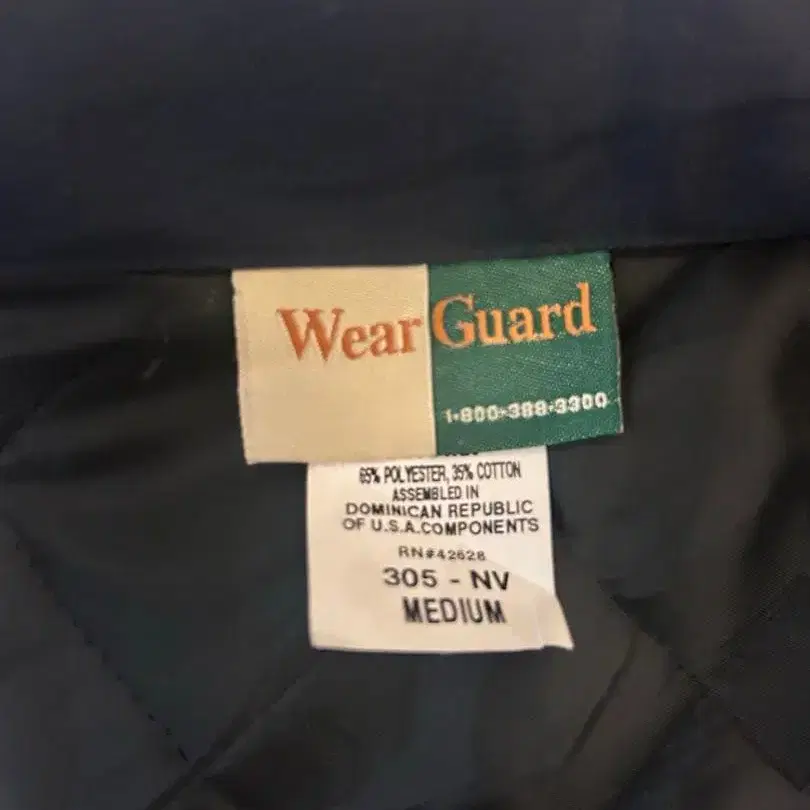 Wear Guard
1-800-388-3300
65% POLYESTER, 35% COTTON
ASSEMBLED IN
DOMINICAN REPUBLIC
OF U.S.A.COMPONENTS
RN#42628
305 - NV
MEDIUM